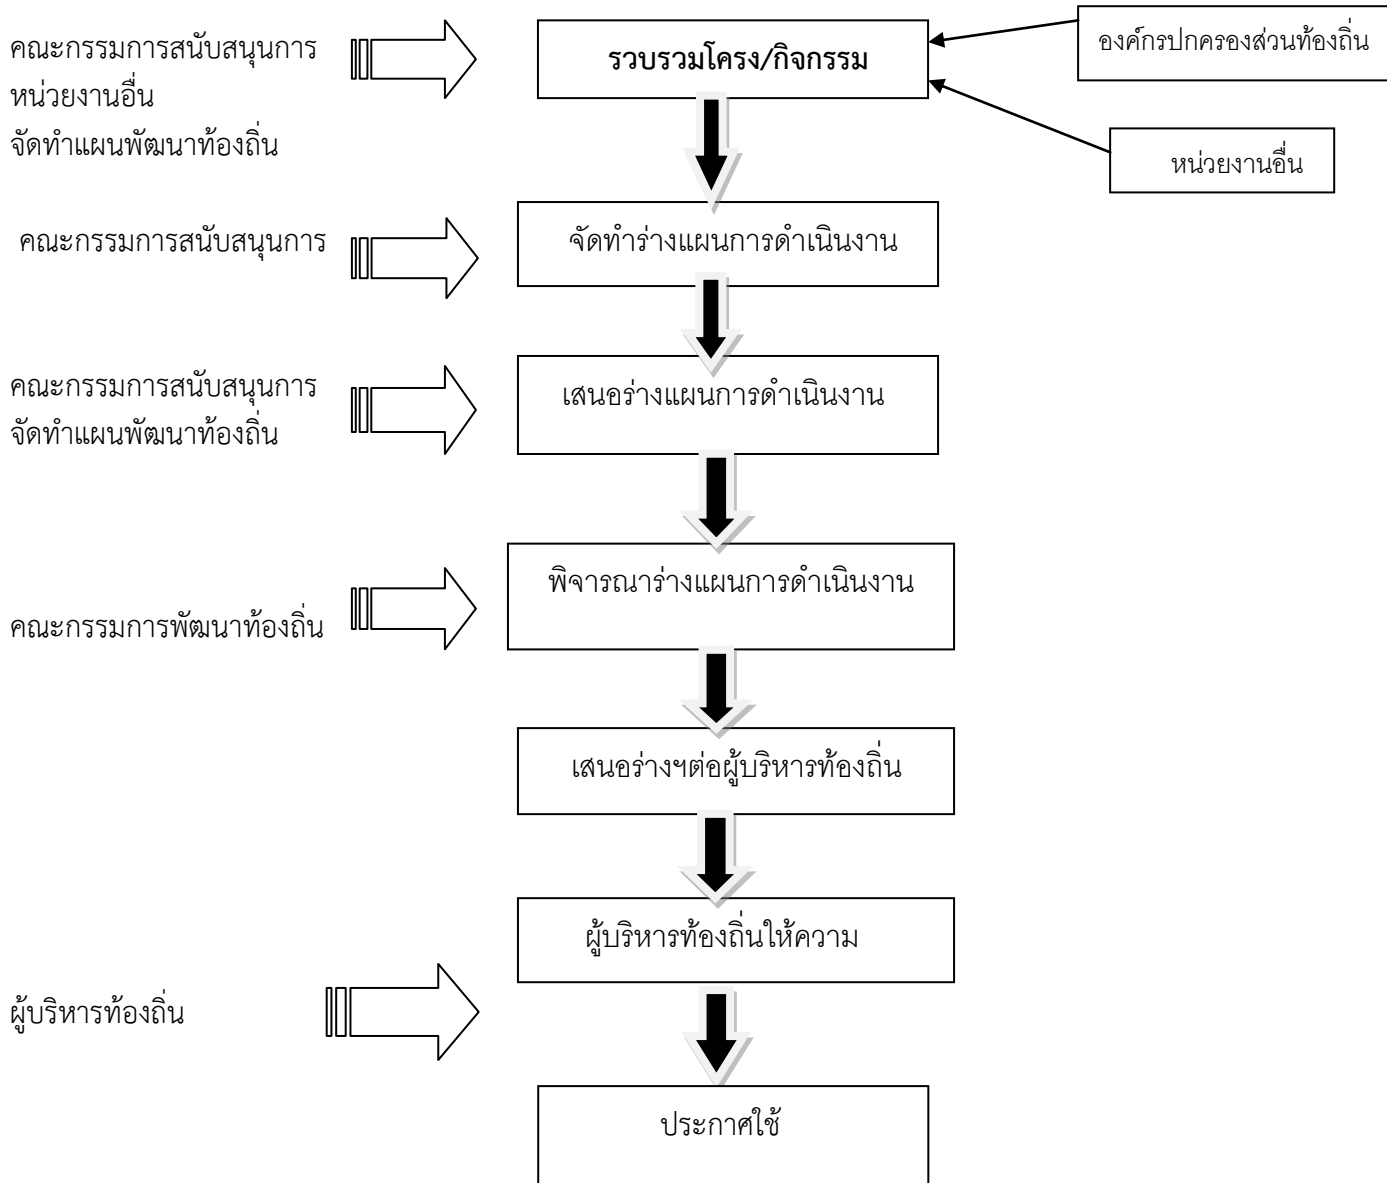 คณะกรรมการสนับสนุนการ
หน่วยงานอื่น
จัดทำแผนพัฒนาท้องถิ่น
รวบรวมโครง/กิจกรรม
องค์กรปกครองส่วนท้องถิ่น
หน่วยงานอื่น
คณะกรรมการสนับสนุนการ
จัดทำร่างแผนการดำเนินงาน
คณะกรรมการสนับสนุนการ
จัดทำแผนพัฒนาท้องถิ่น
เสนอร่างแผนการดำเนินงาน
คณะกรรมการพัฒนาท้องถิ่น
พิจารณาร่างแผนการดำเนินงาน
เสนอร่างฯต่อผู้บริหารท้องถิ่น
ผู้บริหารท้องถิ่นให้ความ
ผู้บริหารท้องถิ่น
ประกาศใช้